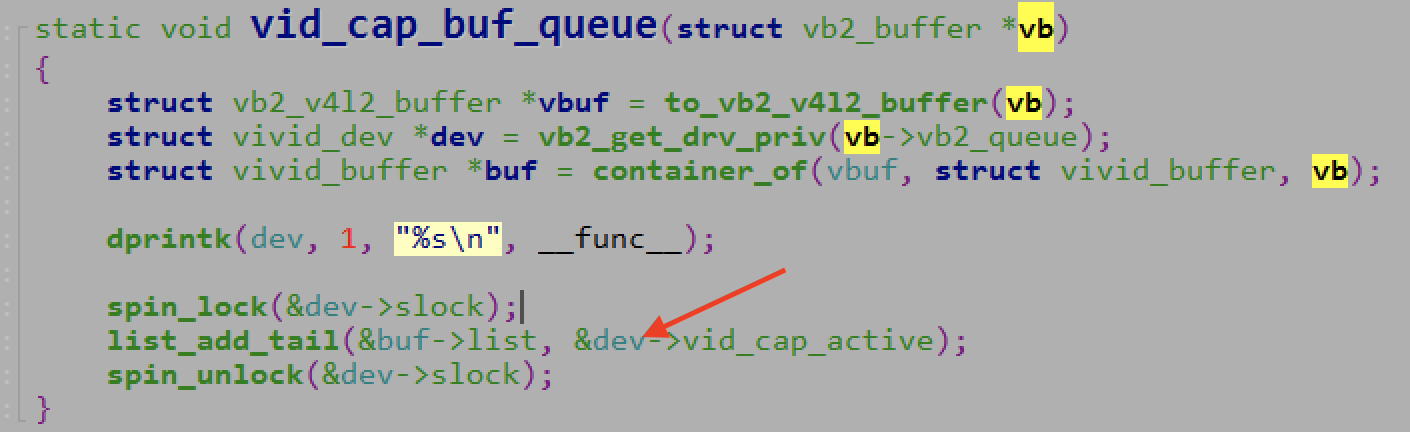 static void vid_cap_buf_queue(struct vb2_buffer *vb)
{
    struct vb2_v4l2_buffer *vbuf = to_vb2_v4l2_buffer(vb);
    struct vivid_dev *dev = vb2_get_drv_priv(vb->vb2_queue);
    struct vivid_buffer *buf = container_of(vbuf, struct vivid_buffer, vb);

    dprintk(dev, 1, "%s\n", __func__);

    spin_lock(&dev->slock);
    list_add_tail(&buf->list, &dev->vid_cap_active);
    spin_unlock(&dev->slock);
}